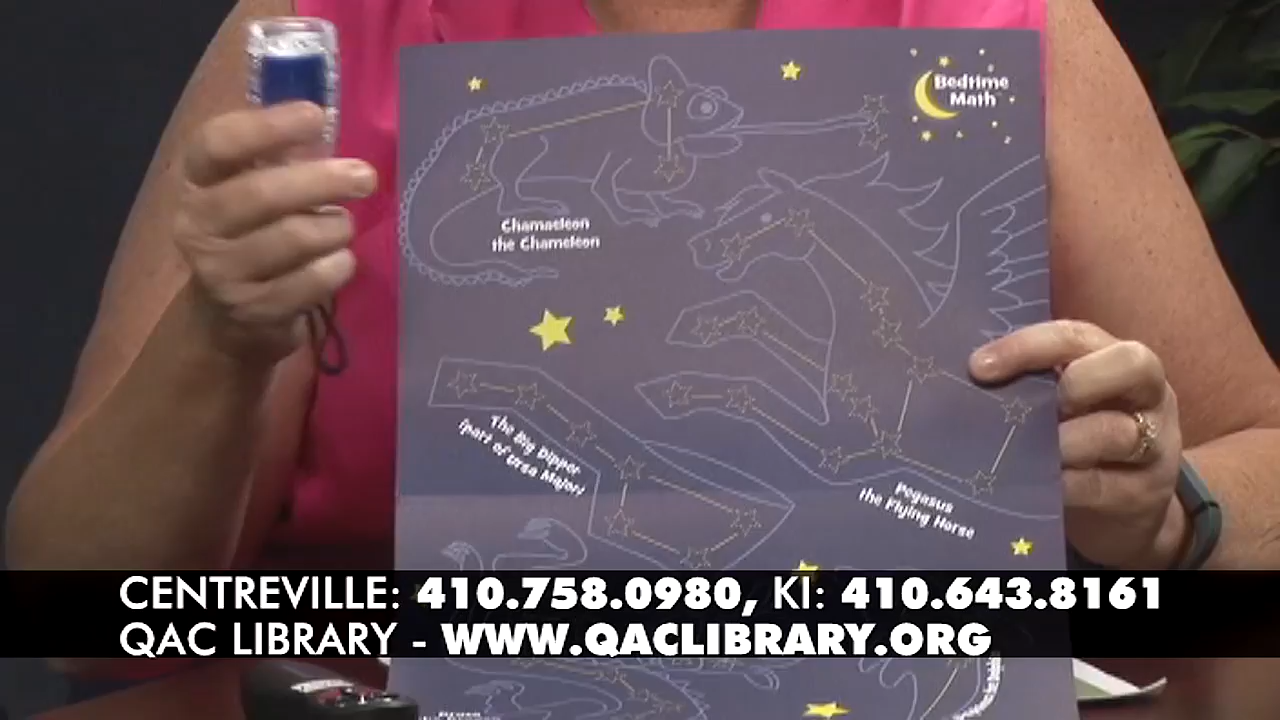 Bedtime
Math
Chamaeleon
the Chameleon
The Big Dipper
(part of Ursa Major)
Pegasus
the Flying Horse
CENTREVILLE: 410.758.0980, KI: 410.643.8161
QAC LIBRARY - WWW.QACLIBRARY.ORG